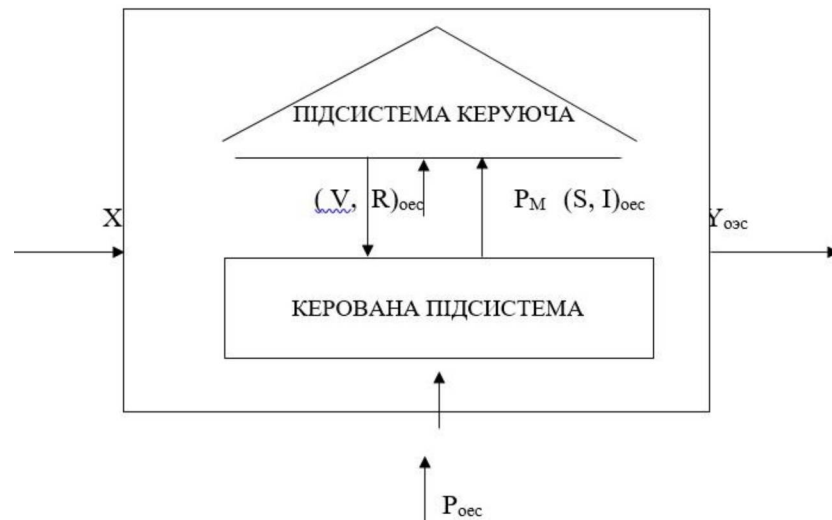 ПІДСИСТЕМА КЕРУЮЧА
( V, R)оес Pм (S, I)оес
X Yоэс
КЕРОВАНА ПІДСИСТЕМА
Pоес